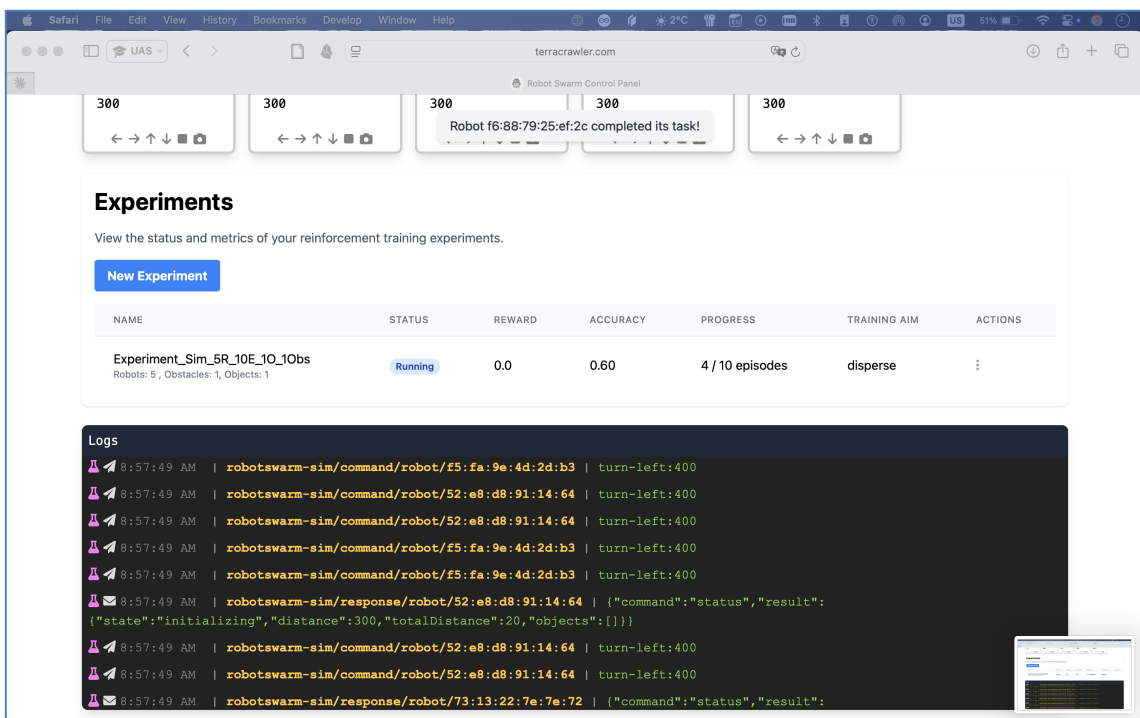 Safari File Edit View History Bookmarks Develop Window Help 2°C US 51%
UAS terracrawler.com
Robot Swarm Control Panel
300 300 300 300 300
Robot f6:88:79:25:ef:2c completed its task!
Experiments
View the status and metrics of your reinforcement training experiments.
New Experiment
NAME STATUS REWARD ACCURACY PROGRESS TRAINING AIM ACTIONS
Experiment_Sim_5R_10E_1O_1Obs Running 0.0 0.60 4 / 10 episodes disperse
Robots: 5 , Obstacles: 1, Objects: 1
Logs
8:57:49 AM | robotswarm-sim/command/robot/f5:fa:9e:4d:2d:b3 | turn-left:400
8:57:49 AM | robotswarm-sim/command/robot/52:e8:d8:91:14:64 | turn-left:400
8:57:49 AM | robotswarm-sim/command/robot/52:e8:d8:91:14:64 | turn-left:400
8:57:49 AM | robotswarm-sim/command/robot/f5:fa:9e:4d:2d:b3 | turn-left:400
8:57:49 AM | robotswarm-sim/command/robot/f5:fa:9e:4d:2d:b3 | turn-left:400
8:57:49 AM | robotswarm-sim/response/robot/52:e8:d8:91:14:64 | {"command":"status","result":
{"state":"initializing","distance":300,"totalDistance":20,"objects":[]}}
8:57:49 AM | robotswarm-sim/command/robot/52:e8:d8:91:14:64 | turn-left:400
8:57:49 AM | robotswarm-sim/command/robot/52:e8:d8:91:14:64 | turn-left:400
8:57:49 AM | robotswarm-sim/response/robot/73:13:22:7e:7e:72 | {"command":"status","result":